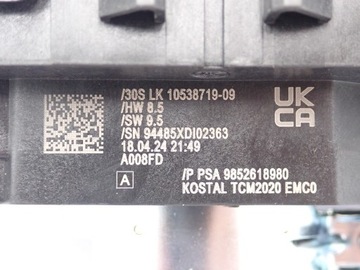 /30S LK 10538719-09
/HW 8.5
/SW 9.5
/SN 94485XDI02363
18.04.24 21:49
A008FD
A
UK
CA
/P PSA 9852618980
KOSTAL TCM2020 EMC0